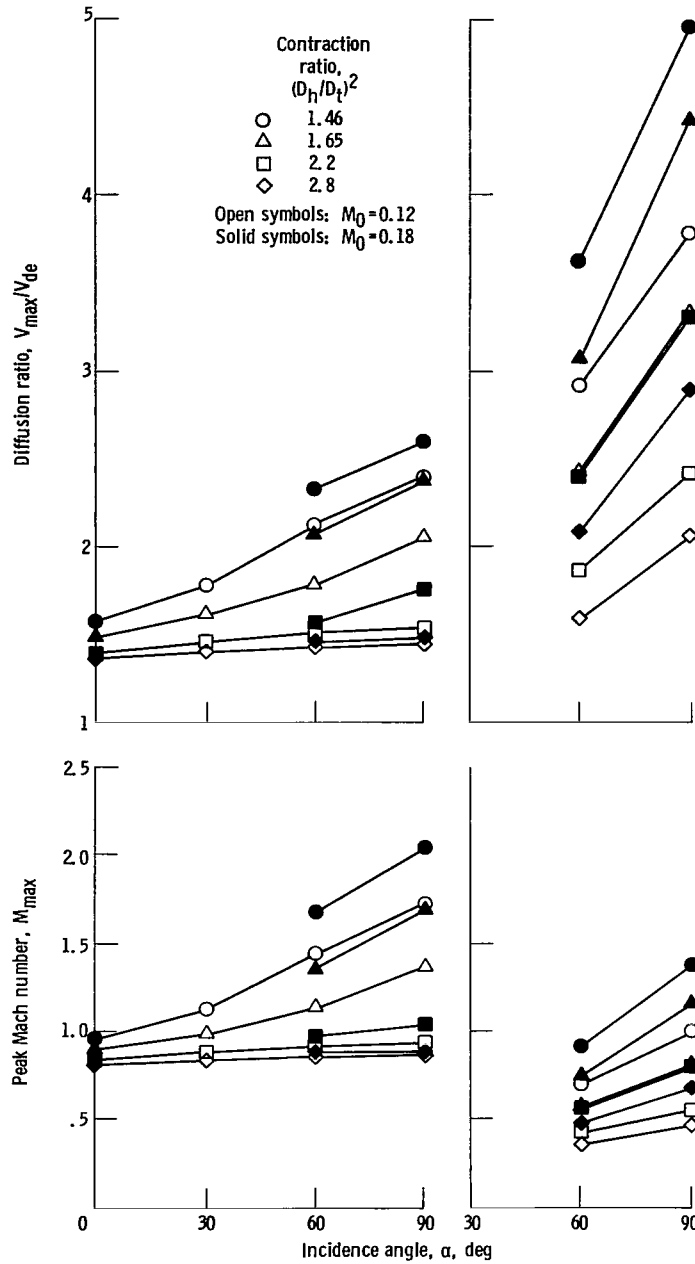 5
4
3
2
1
Diffusion ratio, Vmax/Vde
Contraction
ratio,
(Dh/Dt)2
1.46
1.65
2.2
2.8
Open symbols: M0=0.12
Solid symbols: M0=0.18
2.5
2.0
1.5
1.0
.5
Peak Mach number, Mmax
0
30
60
90
30
60
90
Incidence angle, α, deg